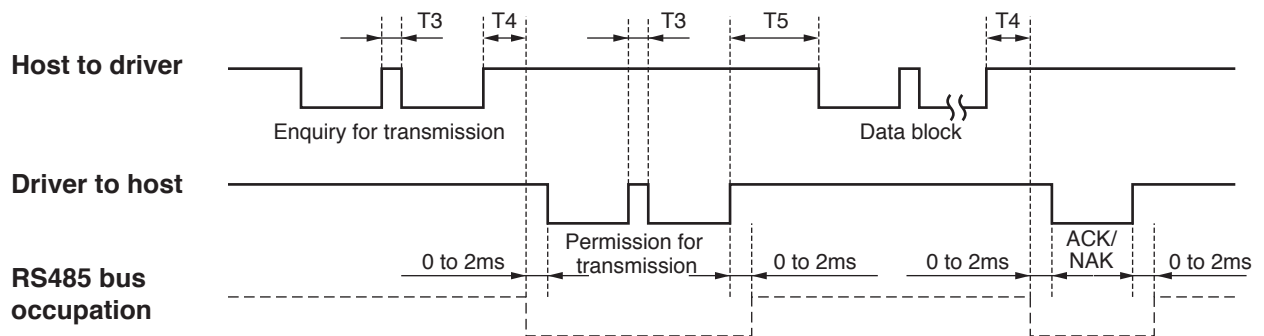 T3 T4 T3 T5 T4
Host to driver
Enquiry for transmission Data block
Driver to host
Permission for
transmission
ACK/
NAK
0 to 2ms 0 to 2ms 0 to 2ms 0 to 2ms
RS485 bus
occupation